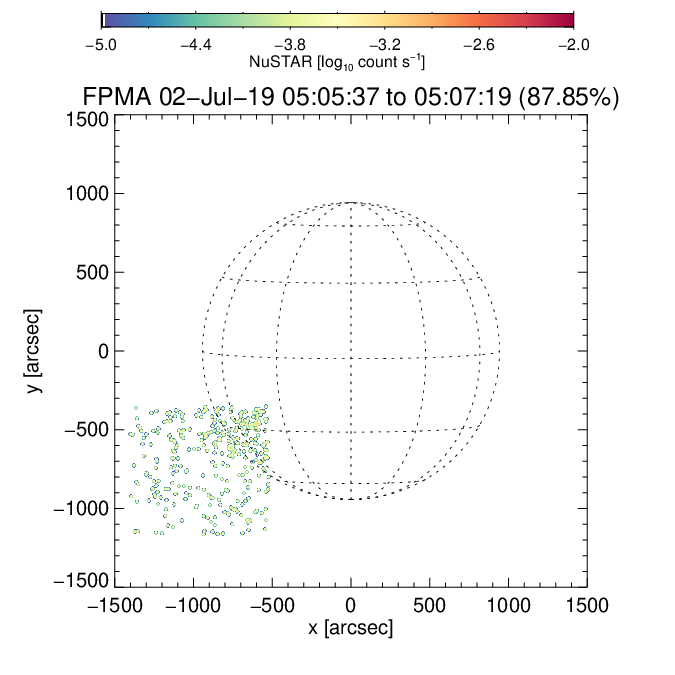 −5.0 −4.4 −3.8 −3.2 −2.6 −2.0
NuSTAR [log₁₀ count s⁻¹]
FPMA 02−Jul−19 05:05:37 to 05:07:19 (87.85%)
1500
1000
500
0
−500
−1000
−1500
y [arcsec]
−1500 −1000 −500 0 500 1000 1500
x [arcsec]